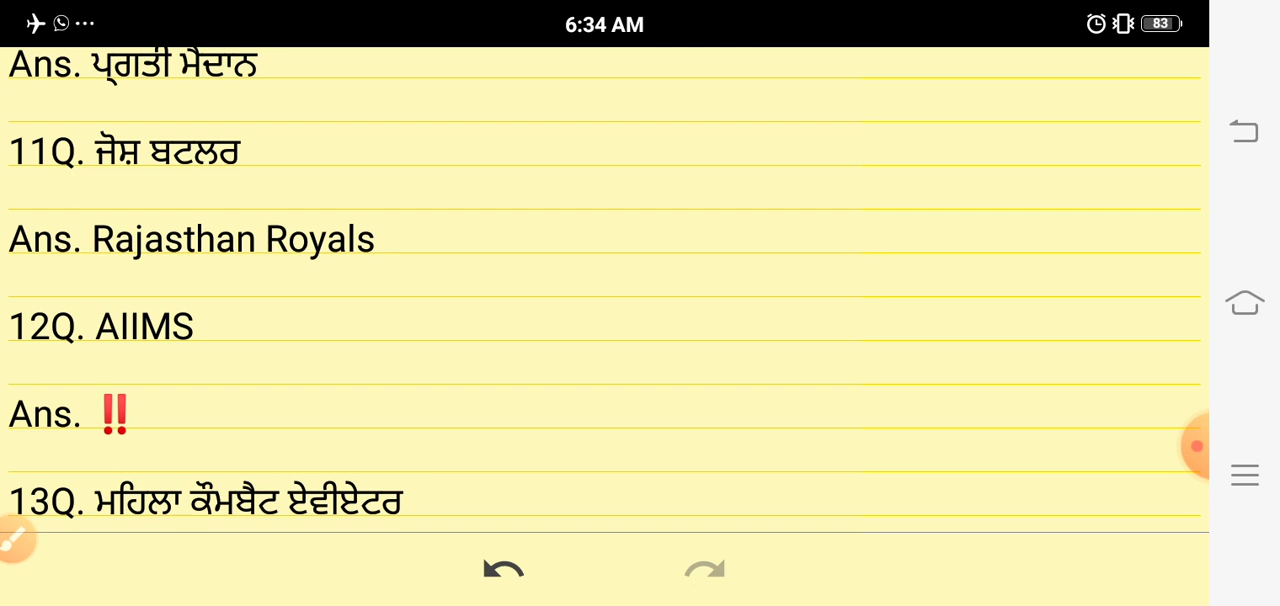 6:34 AM
83
Ans. ਪ੍ਰਗਤੀ ਮੈਦਾਨ
11Q. ਜੋਸ਼ ਬਟਲਰ
Ans. Rajasthan Royals
12Q. AIIMS
Ans. ‼️
13Q. ਮਹਿਲਾ ਕੌਮਬੈਟ ਏਵੀਏਟਰ